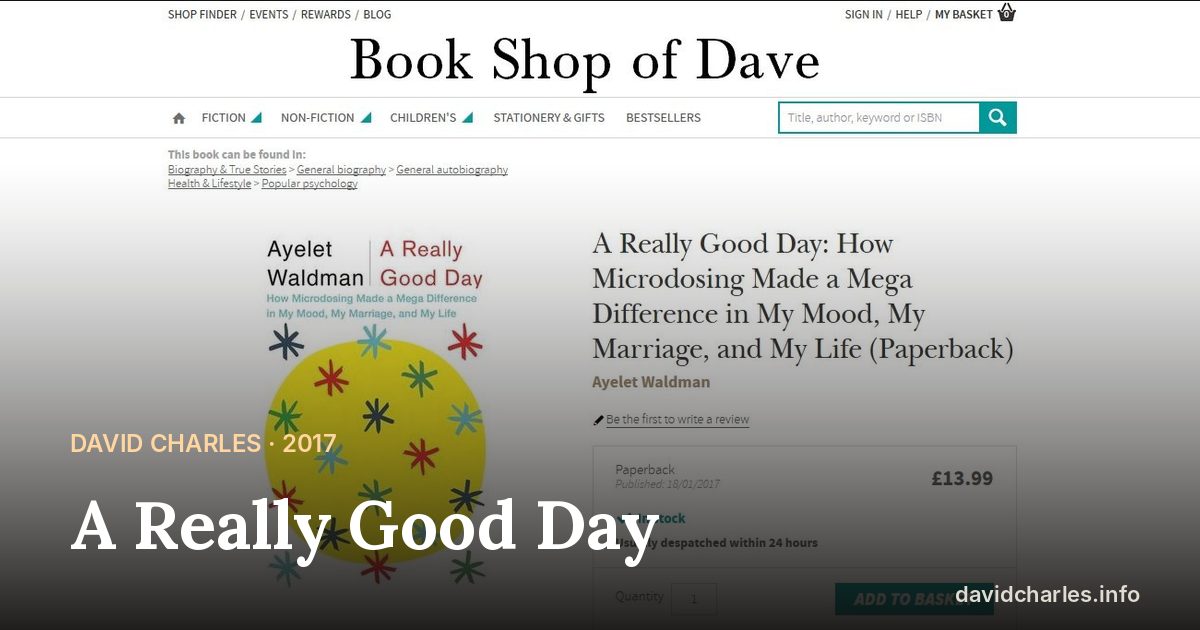 SHOP FINDER / EVENTS / REWARDS / BLOG
SIGN IN / HELP / MY BASKET 0
Book Shop of Dave
FICTION NON-FICTION CHILDREN'S STATIONERY & GIFTS BESTSELLERS
Title, author, keyword or ISBN
This book can be found in:
Biography & True Stories > General biography > General autobiography
Health & Lifestyle > Popular psychology
Ayelet
Waldman
A Really
Good Day
How Microdosing Made a Mega Difference
in My Mood, My Marriage, and My Life
A Really Good Day: How
Microdosing Made a Mega
Difference in My Mood, My
Marriage, and My Life (Paperback)
Ayelet Waldman
Be the first to write a review
Paperback
Published: 18/01/2017
£13.99
despatched within 24 hours
Quantity 1
ADD TO
DAVID CHARLES · 2017
A Really Good Day
davidcharles.info